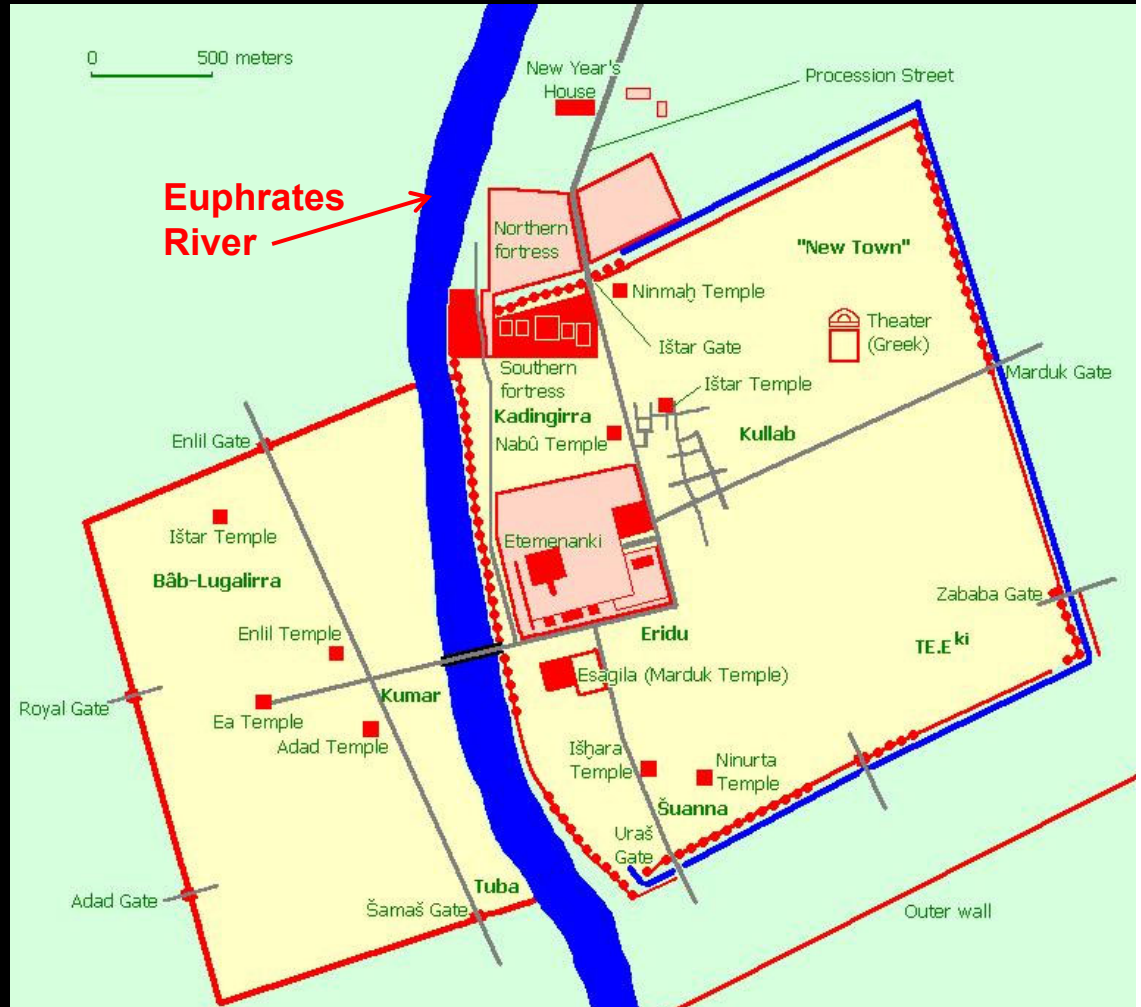 0
500 meters
New Year's
House
Procession Street
Euphrates
River
Northern
fortress
"New Town"
Ninmaḫ Temple
Theater
(Greek)
Ištar Gate
Southern
fortress
Ištar Temple
Marduk Gate
Kadingirra
Nabû Temple
Kullab
Enlil Gate
Ištar Temple
Etemenanki
Bâb-Lugalirra
Zababa Gate
Enlil Temple
Eridu
TE.E^ki
Esagila (Marduk Temple)
Kumar
Royal Gate
Ea Temple
Adad Temple
Išḫara
Temple
Ninurta
Temple
Šuanna
Uraš
Gate
Tuba
Adad Gate
Šamaš Gate
Outer wall